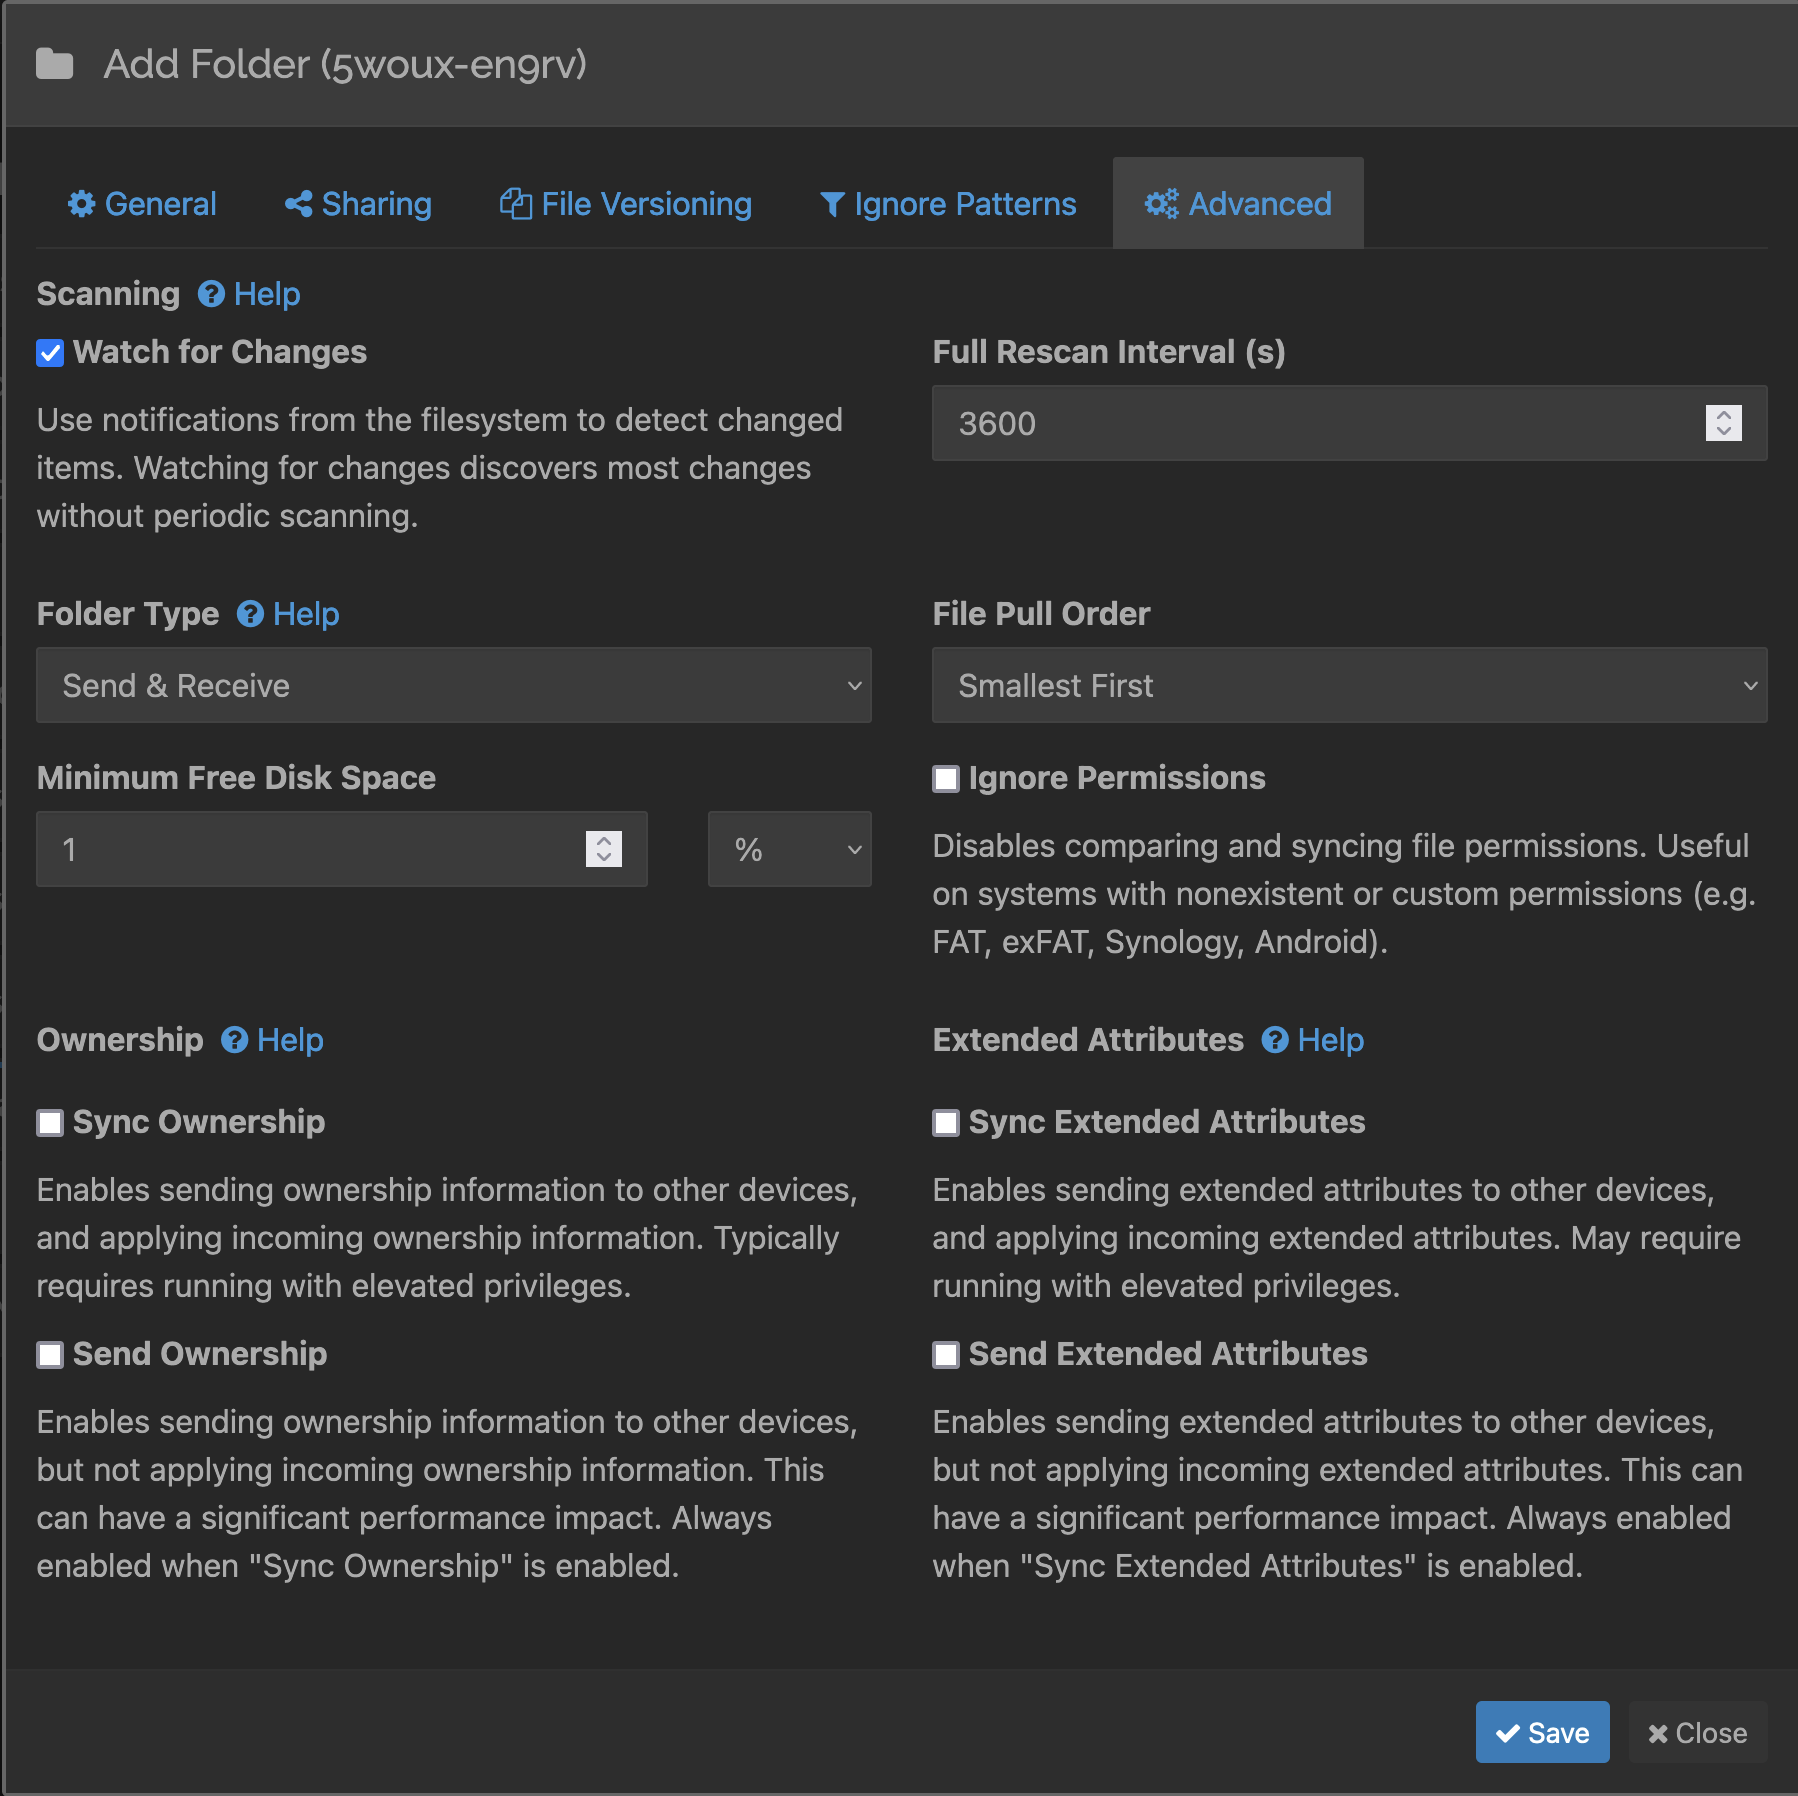 Add Folder (5woux-en9rv)
General
Sharing
File Versioning
Ignore Patterns
Advanced
Scanning Help
Watch for Changes
Use notifications from the filesystem to detect changed
items. Watching for changes discovers most changes
without periodic scanning.
Full Rescan Interval (s)
3600
Folder Type Help
Send & Receive
File Pull Order
Smallest First
Minimum Free Disk Space
1
%
Ignore Permissions
Disables comparing and syncing file permissions. Useful
on systems with nonexistent or custom permissions (e.g.
FAT, exFAT, Synology, Android).
Ownership Help
Sync Ownership
Enables sending ownership information to other devices,
and applying incoming ownership information. Typically
requires running with elevated privileges.
Send Ownership
Enables sending ownership information to other devices,
but not applying incoming ownership information. This
can have a significant performance impact. Always
enabled when "Sync Ownership" is enabled.
Extended Attributes Help
Sync Extended Attributes
Enables sending extended attributes to other devices,
and applying incoming extended attributes. May require
running with elevated privileges.
Send Extended Attributes
Enables sending extended attributes to other devices,
but not applying incoming extended attributes. This can
have a significant performance impact. Always enabled
when "Sync Extended Attributes" is enabled.
Save
Close